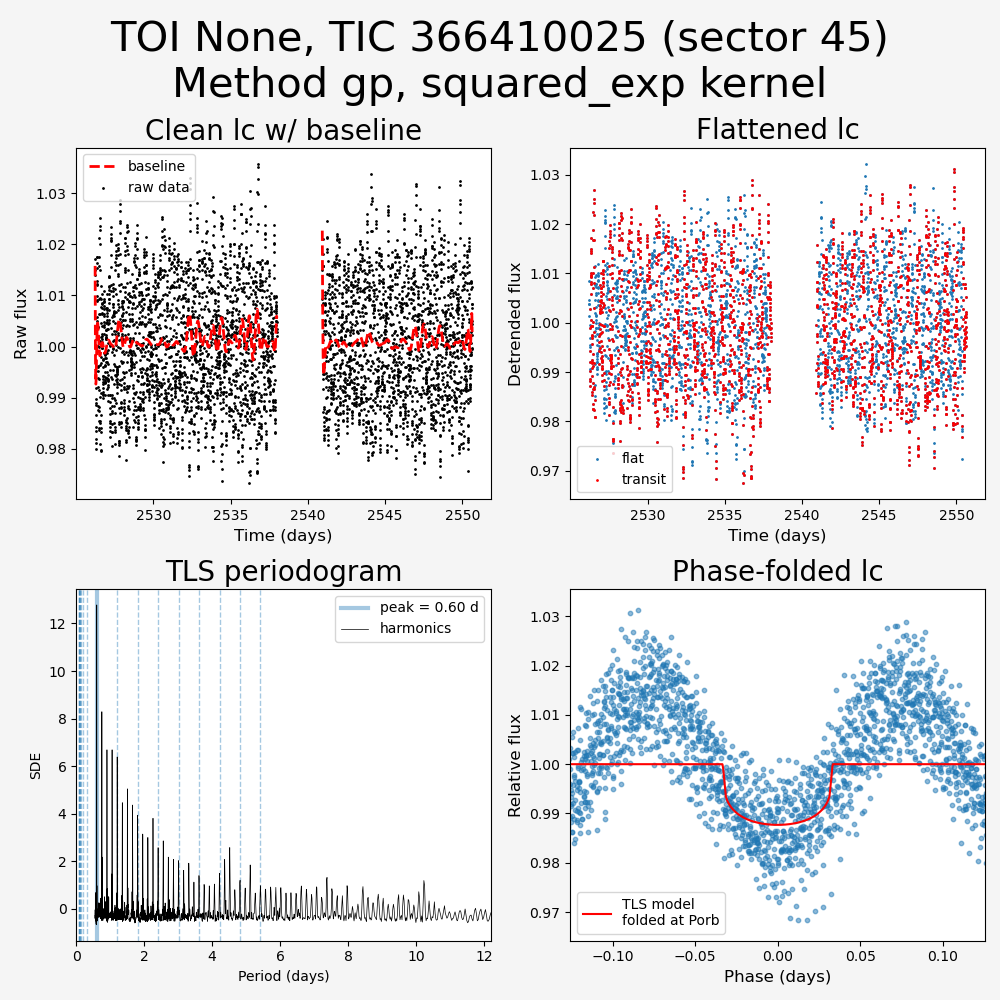 TOI None, TIC 366410025 (sector 45)
Method gp, squared_exp kernel
Clean lc w/ baseline
baseline
raw data
Raw flux
1.03
1.02
1.01
1.00
0.99
0.98
2530
2535
2540
2545
2550
Time (days)
Flattened lc
flat
transit
Detrended flux
1.03
1.02
1.01
1.00
0.99
0.98
0.97
2530
2535
2540
2545
2550
Time (days)
TLS periodogram
peak = 0.60 d
harmonics
SDE
12
10
8
6
4
2
0
0
2
4
6
8
10
12
Period (days)
Phase-folded lc
TLS model
folded at Porb
Relative flux
1.03
1.02
1.01
1.00
0.99
0.98
0.97
−0.10
−0.05
0.00
0.05
0.10
Phase (days)